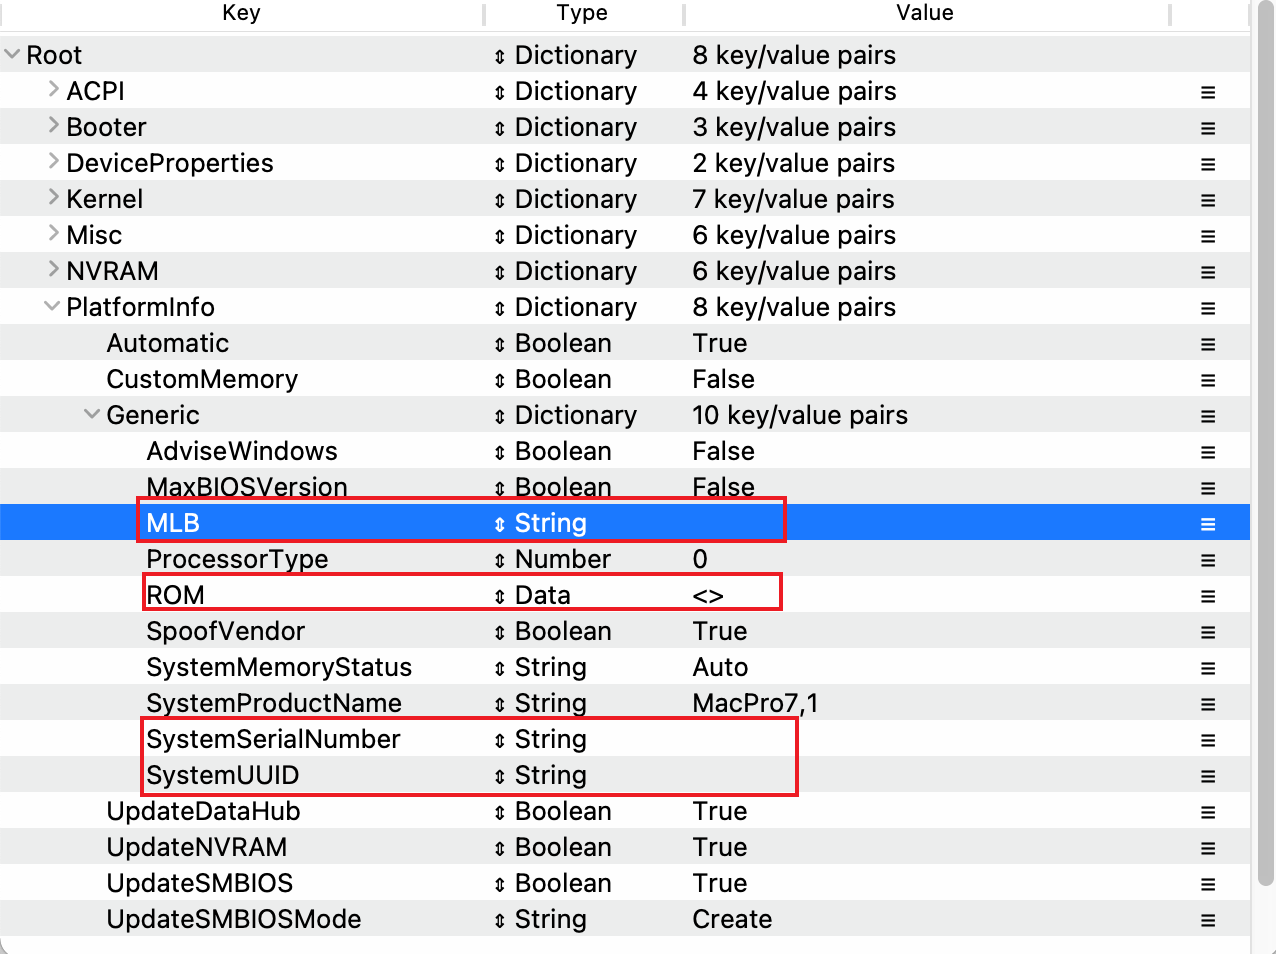 Key Type Value
Root Dictionary 8 key/value pairs
ACPI Dictionary 4 key/value pairs
Booter Dictionary 3 key/value pairs
DeviceProperties Dictionary 2 key/value pairs
Kernel Dictionary 7 key/value pairs
Misc Dictionary 6 key/value pairs
NVRAM Dictionary 6 key/value pairs
PlatformInfo Dictionary 8 key/value pairs
Automatic Boolean True
CustomMemory Boolean False
Generic Dictionary 10 key/value pairs
AdviseWindows Boolean False
MaxBIOSVersion Boolean False
MLB String
ProcessorType Number 0
ROM Data <>
SpoofVendor Boolean True
SystemMemoryStatus String Auto
SystemProductName String MacPro7,1
SystemSerialNumber String
SystemUUID String
UpdateDataHub Boolean True
UpdateNVRAM Boolean True
UpdateSMBIOS Boolean True
UpdateSMBIOSMode String Create